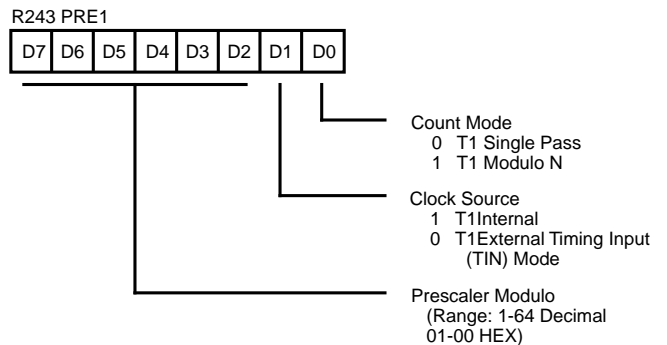 R243 PRE1
D7 D6 D5 D4 D3 D2 D1 D0
Count Mode
0 T1 Single Pass
1 T1 Modulo N
Clock Source
1 T1Internal
0 T1External Timing Input
(TIN) Mode
Prescaler Modulo
(Range: 1-64 Decimal
01-00 HEX)